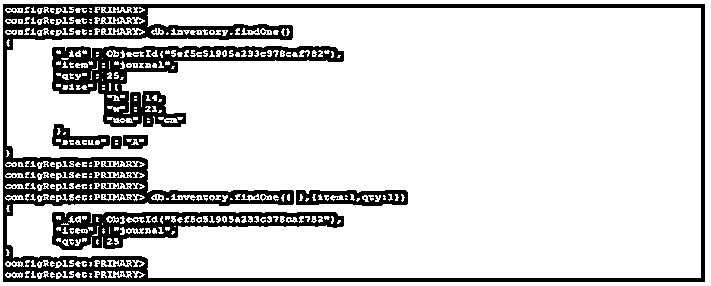 configReplSet:PRIMARY>
configReplSet:PRIMARY>
configReplSet:PRIMARY> db.inventory.findOne()
{
"_id" : ObjectId("5ef5c51905a233c978caf782"),
"item" : "journal",
"qty" : 25,
"size" : {
"h" : 14,
"w" : 21,
"uom" : "cm"
},
"status" : "A"
}
configReplSet:PRIMARY>
configReplSet:PRIMARY>
configReplSet:PRIMARY>
configReplSet:PRIMARY> db.inventory.findOne({ },{item:1,qty:1})
{
"_id" : ObjectId("5ef5c51905a233c978caf782"),
"item" : "journal",
"qty" : 25
}
configReplSet:PRIMARY>
configReplSet:PRIMARY>